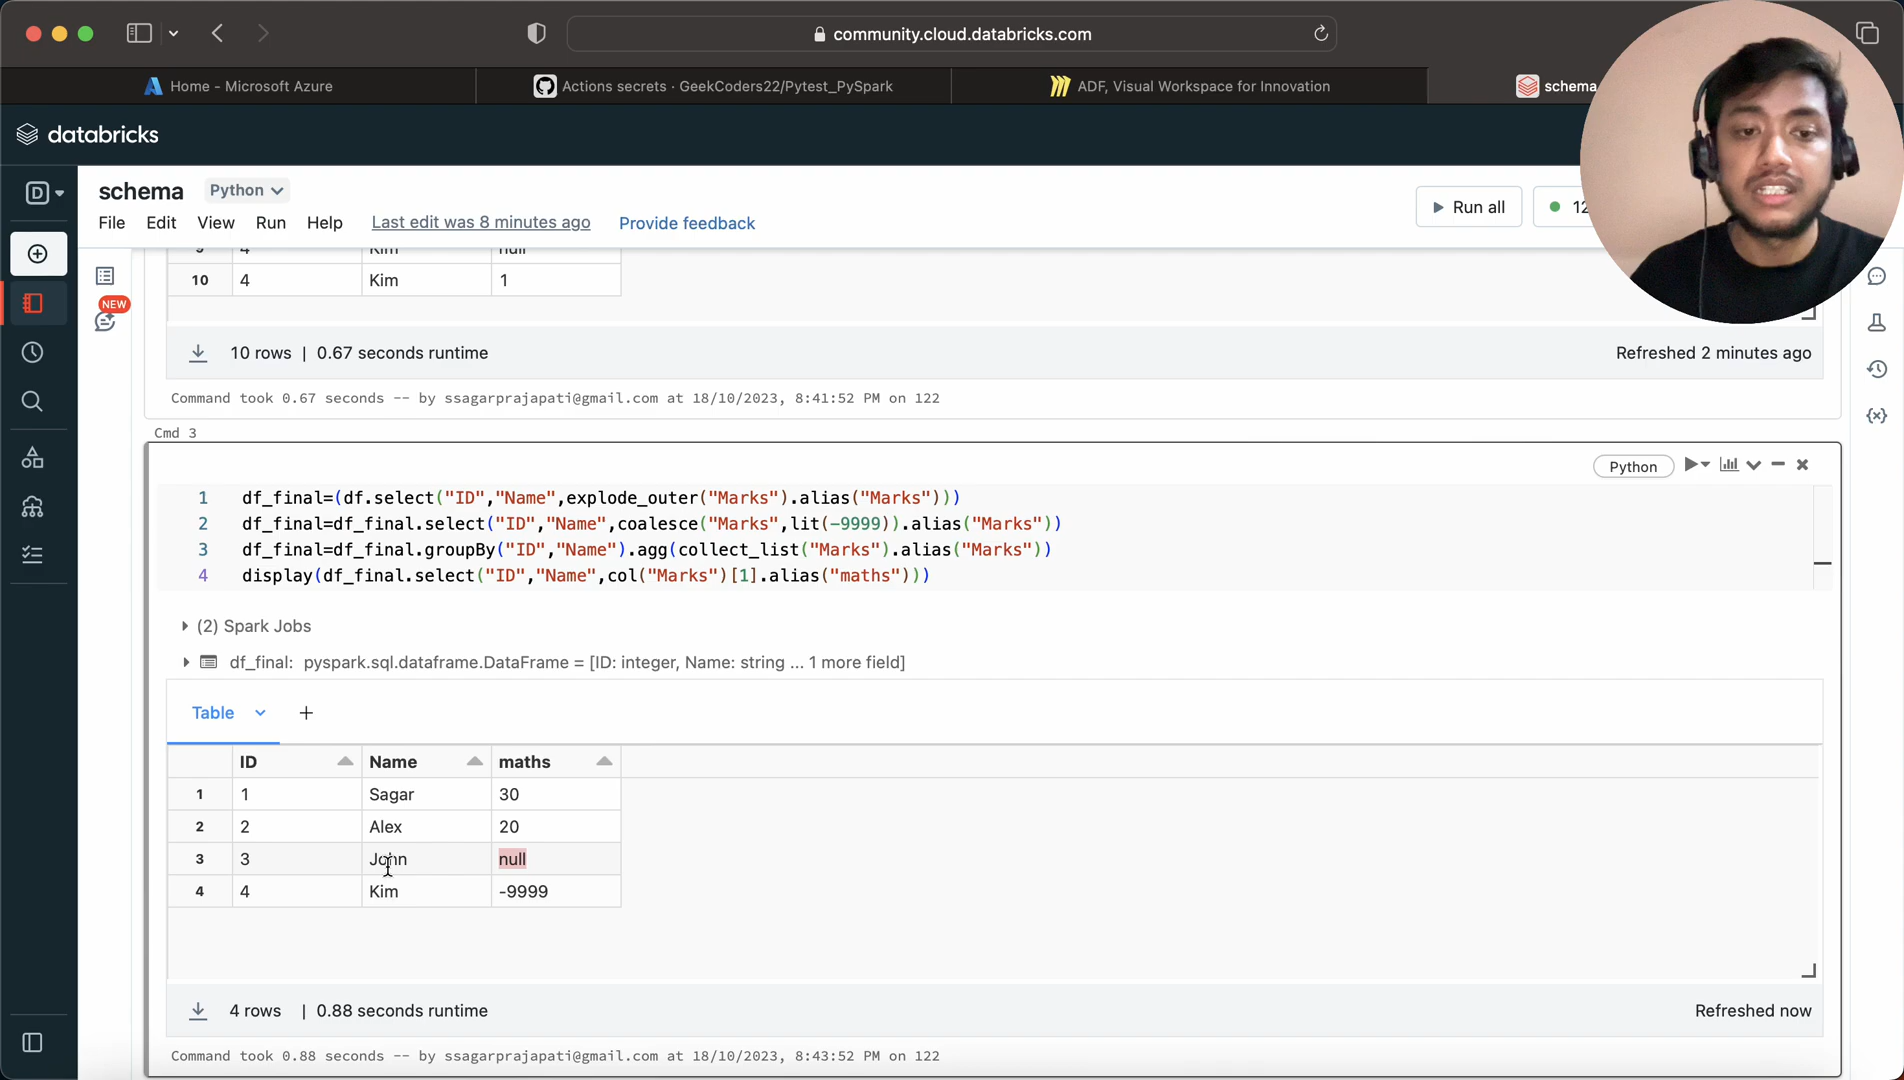 community.cloud.databricks.com
Home - Microsoft Azure
Actions secrets · GeekCoders22/Pytest_PySpark
ADF, Visual Workspace for Innovation
schema
databricks
D
schema Python
Run all
12
File Edit View Run Help Last edit was 8 minutes ago Provide feedback
NEW
9 4 Kim null
10 4 Kim 1
10 rows | 0.67 seconds runtime
Refreshed 2 minutes ago
Command took 0.67 seconds -- by ssagarprajapati@gmail.com at 18/10/2023, 8:41:52 PM on 122
Cmd 3
Python
1 df_final=(df.select("ID","Name",explode_outer("Marks").alias("Marks")))
2 df_final=df_final.select("ID","Name",coalesce("Marks",lit(-9999)).alias("Marks"))
3 df_final=df_final.groupBy("ID","Name").agg(collect_list("Marks").alias("Marks"))
4 display(df_final.select("ID","Name",col("Marks")[1].alias("maths")))
(2) Spark Jobs
df_final: pyspark.sql.dataframe.DataFrame = [ID: integer, Name: string ... 1 more field]
Table +
ID Name maths
1 1 Sagar 30
2 2 Alex 20
3 3 John null
4 4 Kim -9999
4 rows | 0.88 seconds runtime
Refreshed now
Command took 0.88 seconds -- by ssagarprajapati@gmail.com at 18/10/2023, 8:43:52 PM on 122